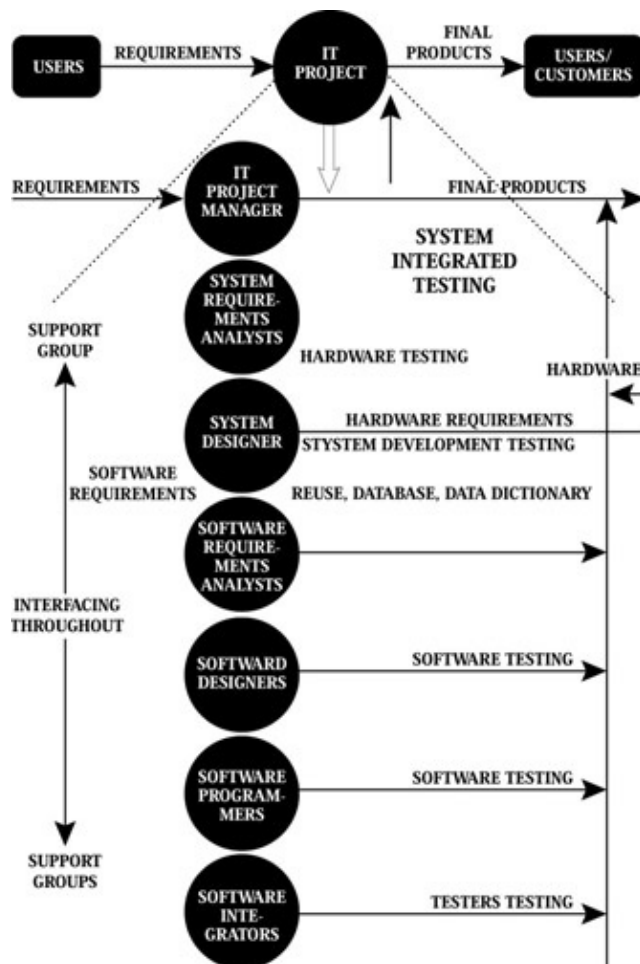 REQUIREMENTS
FINAL
PRODUCTS
USERS
IT
PROJECT
USERS/
CUSTOMERS
REQUIREMENTS
IT
PROJECT
MANAGER
FINAL PRODUCTS
SYSTEM
INTEGRATED
TESTING
SYSTEM
REQUIRE-
MENTS
ANALYSTS
SUPPORT
GROUP
HARDWARE TESTING
HARDWARE
SYSTEM
DESIGNER
HARDWARE REQUIREMENTS
STYSTEM DEVELOPMENT TESTING
SOFTWARE
REQUIREMENTS
REUSE, DATABASE, DATA DICTIONARY
SOFTWARE
REQUIRE-
MENTS
ANALYSTS
INTERFACING
THROUGHOUT
SOFTWARD
DESIGNERS
SOFTWARE TESTING
SOFTWARE
PROGRAM-
MERS
SOFTWARE TESTING
SUPPORT
GROUPS
SOFTWARE
INTE-
GRATORS
TESTERS TESTING